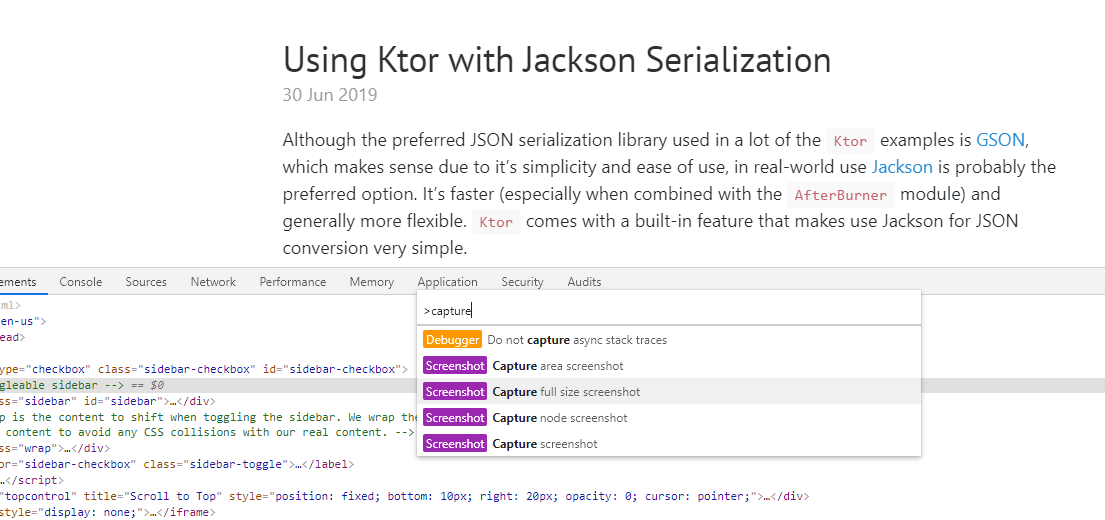 Using Ktor with Jackson Serialization
30 Jun 2019
Although the preferred JSON serialization library used in a lot of the Ktor examples is GSON,
which makes sense due to it's simplicity and ease of use, in real-world use Jackson is probably the
preferred option. It's faster (especially when combined with the AfterBurner module) and
generally more flexible. Ktor comes with a built-in feature that makes use Jackson for JSON
conversion very simple.
ements Console Sources Network Performance Memory Application Security Audits
>capture
Debugger Do not capture async stack traces
Screenshot Capture area screenshot
Screenshot Capture full size screenshot
Screenshot Capture node screenshot
Screenshot Capture screenshot
tml>
en-us">
ead>
ype="checkbox" class="sidebar-checkbox" id="sidebar-checkbox">
gleable sidebar --> == $0
ss="sidebar" id="sidebar">…</div>
p is the content to shift when toggling the sidebar. We wrap the
content to avoid any CSS collisions with our real content. -->
ss="wrap">…</div>
or="sidebar-checkbox" class="sidebar-toggle">…</label>
…</script>
"topcontrol" title="Scroll to Top" style="position: fixed; bottom: 10px; right: 20px; opacity: 0; cursor: pointer;">…</div>
style="display: none;">…</iframe>